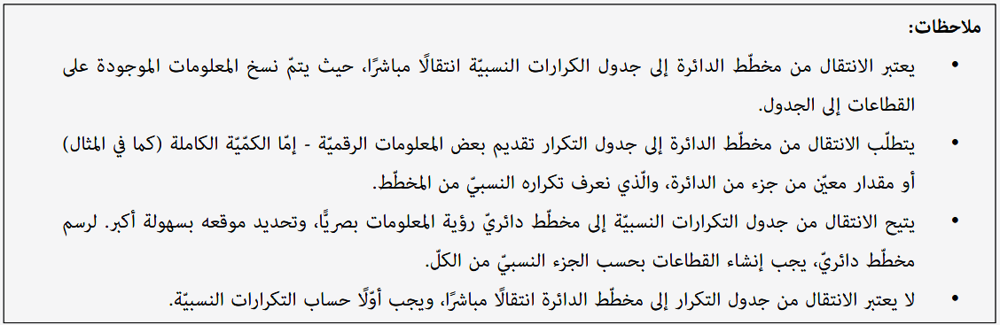 ملاحظات:
• يعتبر الانتقال من مخطّط الدائرة إلى جدول الكرارات النسبيّة انتقالًا مباشرًا، حيث يتمّ نسخ المعلومات الموجودة على
القطاعات إلى الجدول.
• يتطلّب الانتقال من مخطّط الدائرة إلى جدول التكرار تقديم بعض المعلومات الرقميّة - إمّا الكمّيّة الكاملة (كما في المثال)
أو مقدار معيّن من جزء من الدائرة، والّذي نعرف تكراره النسبيّ من المخطّط.
• يتيح الانتقال من جدول التكرارات النسبيّة إلى مخطّط دائريّ رؤية المعلومات بصريًّا، وتحديد موقعه بسهولة أكبر. لرسم
مخطّط دائريّ، يجب إنشاء القطاعات بحسب الجزء النسبيّ من الكلّ.
• لا يعتبر الانتقال من جدول التكرار إلى مخطّط الدائرة انتقالًا مباشرًا، ويجب أوّلًا حساب التكرارات النسبيّة.